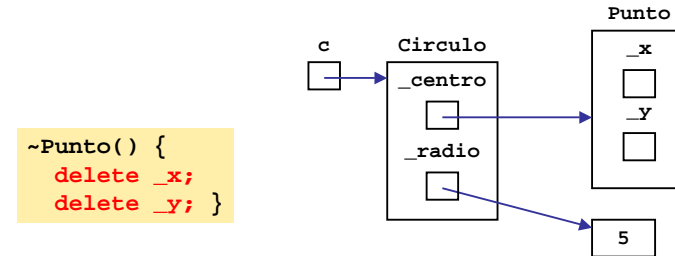 Punto
c
Circulo
_x
_centro
_y
_radio
~Punto() {
delete _x;
delete _y; }
5